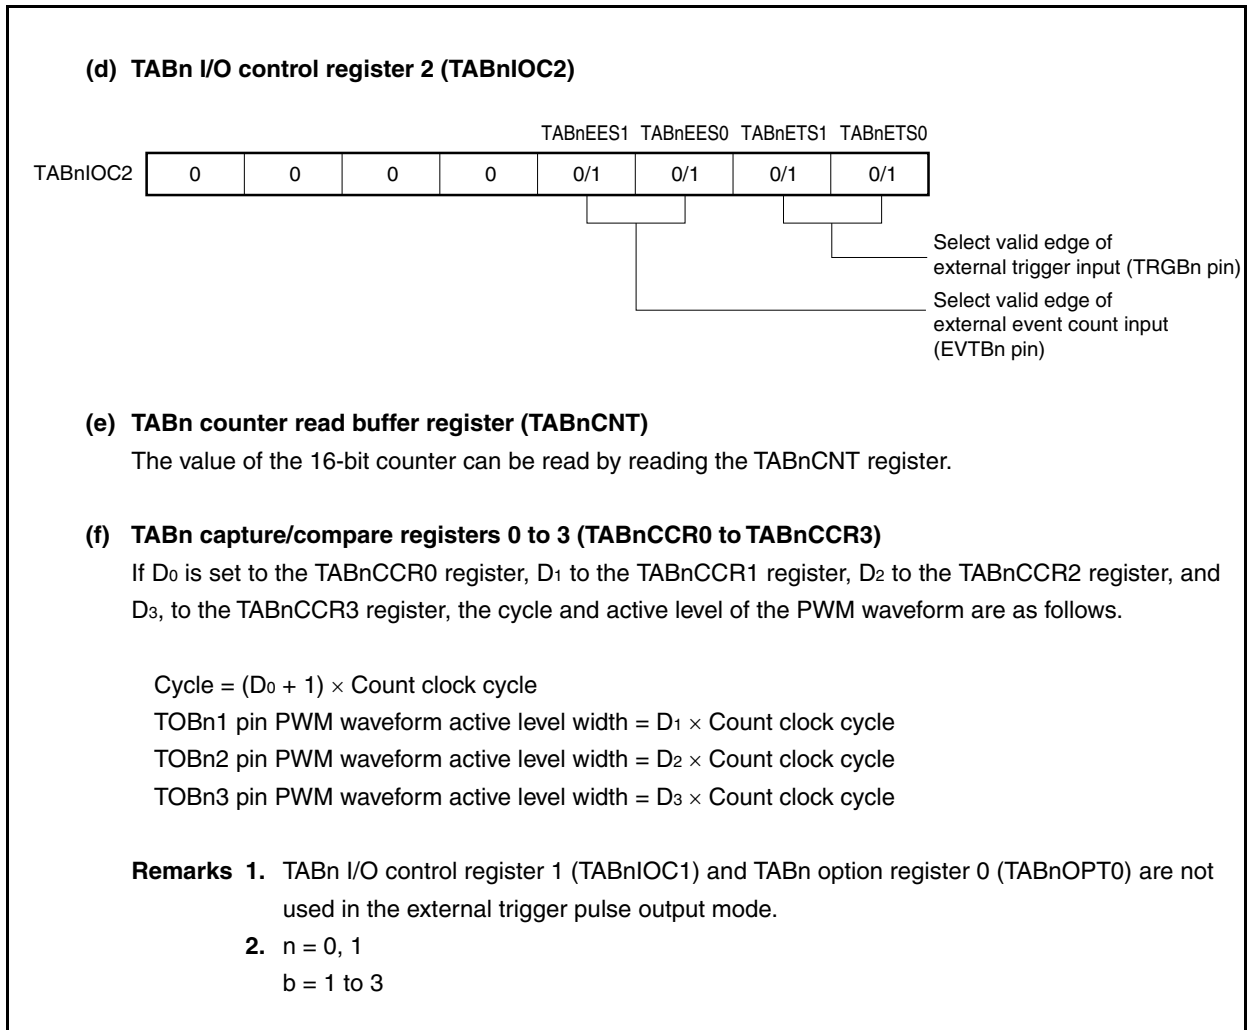 (d) TABn I/O control register 2 (TABnIOC2)
TABnEES1 TABnEES0 TABnETS1 TABnETS0
TABnIOC2 0 0 0 0 0/1 0/1 0/1 0/1
Select valid edge of
external trigger input (TRGBn pin)
Select valid edge of
external event count input
(EVTBn pin)
(e) TABn counter read buffer register (TABnCNT)
The value of the 16-bit counter can be read by reading the TABnCNT register.
(f) TABn capture/compare registers 0 to 3 (TABnCCR0 to TABnCCR3)
If D0 is set to the TABnCCR0 register, D1 to the TABnCCR1 register, D2 to the TABnCCR2 register, and
D3, to the TABnCCR3 register, the cycle and active level of the PWM waveform are as follows.
Cycle = (D0 + 1) × Count clock cycle
TOBn1 pin PWM waveform active level width = D1 × Count clock cycle
TOBn2 pin PWM waveform active level width = D2 × Count clock cycle
TOBn3 pin PWM waveform active level width = D3 × Count clock cycle
Remarks 1. TABn I/O control register 1 (TABnIOC1) and TABn option register 0 (TABnOPT0) are not
used in the external trigger pulse output mode.
2. n = 0, 1
b = 1 to 3